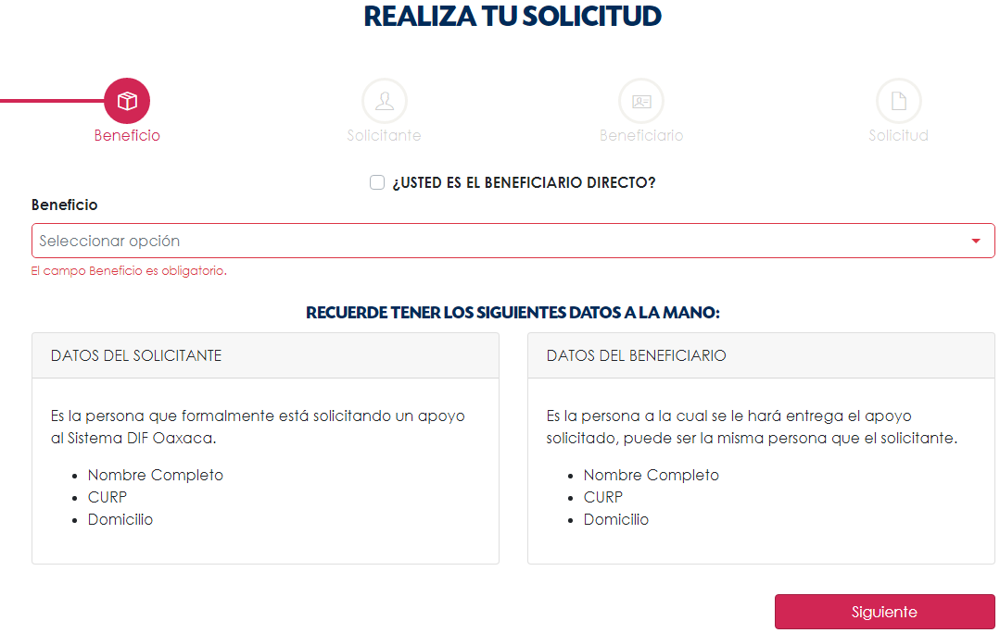 REALIZA TU SOLICITUD
Beneficio
Solicitante
Beneficiario
Solicitud
¿USTED ES EL BENEFICIARIO DIRECTO?
Beneficio
Seleccionar opción
El campo Beneficio es obligatorio.
RECUERDE TENER LOS SIGUIENTES DATOS A LA MANO:
DATOS DEL SOLICITANTE
Es la persona que formalmente está solicitando un apoyo
al Sistema DIF Oaxaca.
• Nombre Completo
• CURP
• Domicilio
DATOS DEL BENEFICIARIO
Es la persona a la cual se le hará entrega el apoyo
solicitado, puede ser la misma persona que el solicitante.
• Nombre Completo
• CURP
• Domicilio
Siguiente